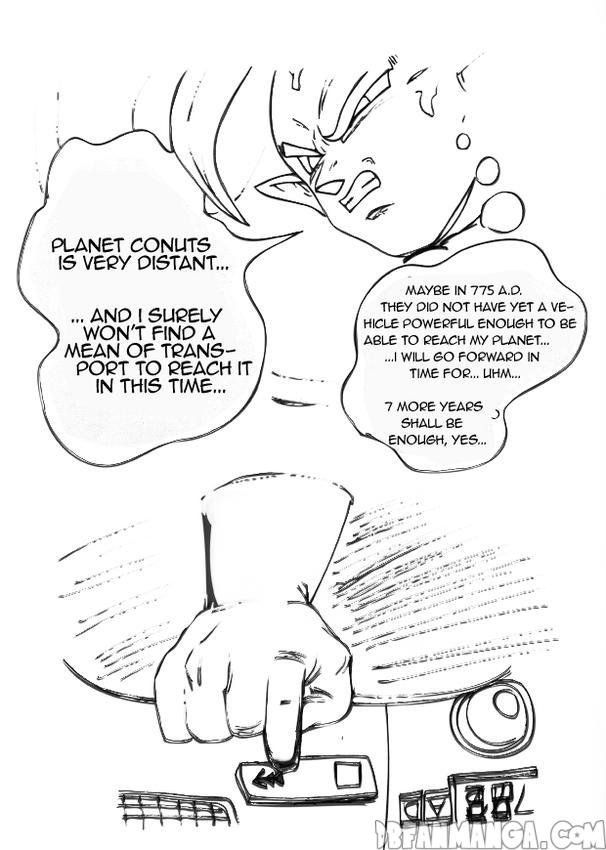 PLANET CONUTS
IS VERY DISTANT...
... AND I SURELY
WON'T FIND A
MEAN OF TRANS-
PORT TO REACH IT
IN THIS TIME...
MAYBE IN 775 A.D.
THEY DID NOT HAVE YET A VE-
HICLE POWERFUL ENOUGH TO BE
ABLE TO REACH MY PLANET...
...I WILL GO FORWARD IN
TIME FOR... UHM...
7 MORE YEARS
SHALL BE
ENOUGH, YES...
AD
DBFANMANGA.COM